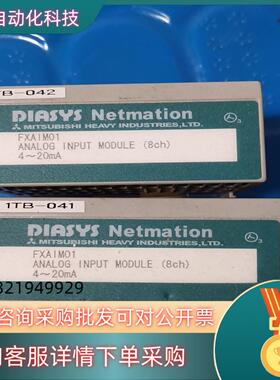 自动化科技
1TB-042
DIASYS Netmation
MITSUBISHI HEAVY INDUSTRIES,LTD.
FXAIM01
ANALOG INPUT MODULE (8ch)
4～20mA
1TB-041
DIASYS Netmation
MITSUBISHI HEAVY INDUSTRIES,LTD.
FXAIM01
ANALOG INPUT MODULE (8ch)
4～20mA
321949929
咨询采购批发可对公开票
客服详情下单采购